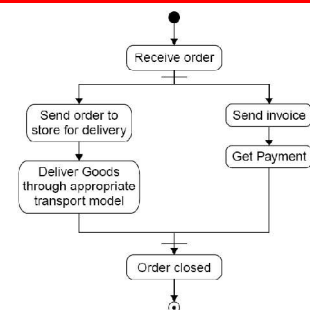 Receive order
Send order to
store for delivery
Deliver Goods
through appropriate
transport model
Send invoice
Get Payment
Order closed